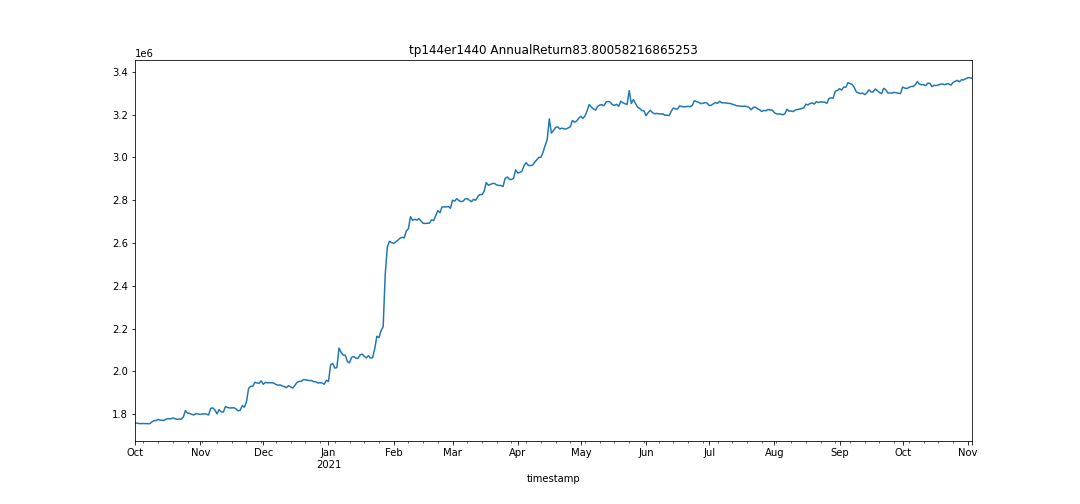 tp144er1440 AnnualReturn83.80058216865253
1e6
3.4
3.2
3.0
2.8
2.6
2.4
2.2
2.0
1.8
Oct Nov Dec Jan Feb Mar Apr May Jun Jul Aug Sep Oct Nov
2021
timestamp